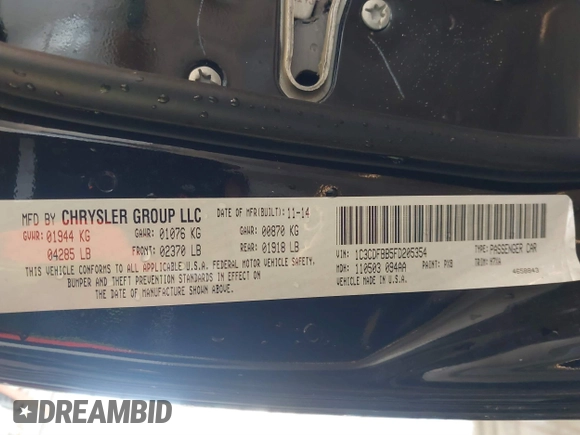 MFD BY CHRYSLER GROUP LLC DATE OF MFR(BUILT): 11-14
GVWR: 01944 KG GAWR: 01076 KG GAWR: 00870 KG
04285 LB FRONT: 02370 LB REAR: 01918 LB
THIS VEHICLE CONFORMS TO ALL APPLICABLE U.S.A. FEDERAL MOTOR VEHICLE SAFETY,
BUMPER AND THEFT PREVENTION STANDARDS IN EFFECT ON
THE DATE OF MANUFACTURE SHOWN ABOVE.
VIN: 1C3CDFBB5FD205354 TYPE: PASSENGER CAR
MDH: 110503 094AA PAINT: PXB TRIM:
VEHICLE MADE IN U.S.A. 4658843
DREAMBID